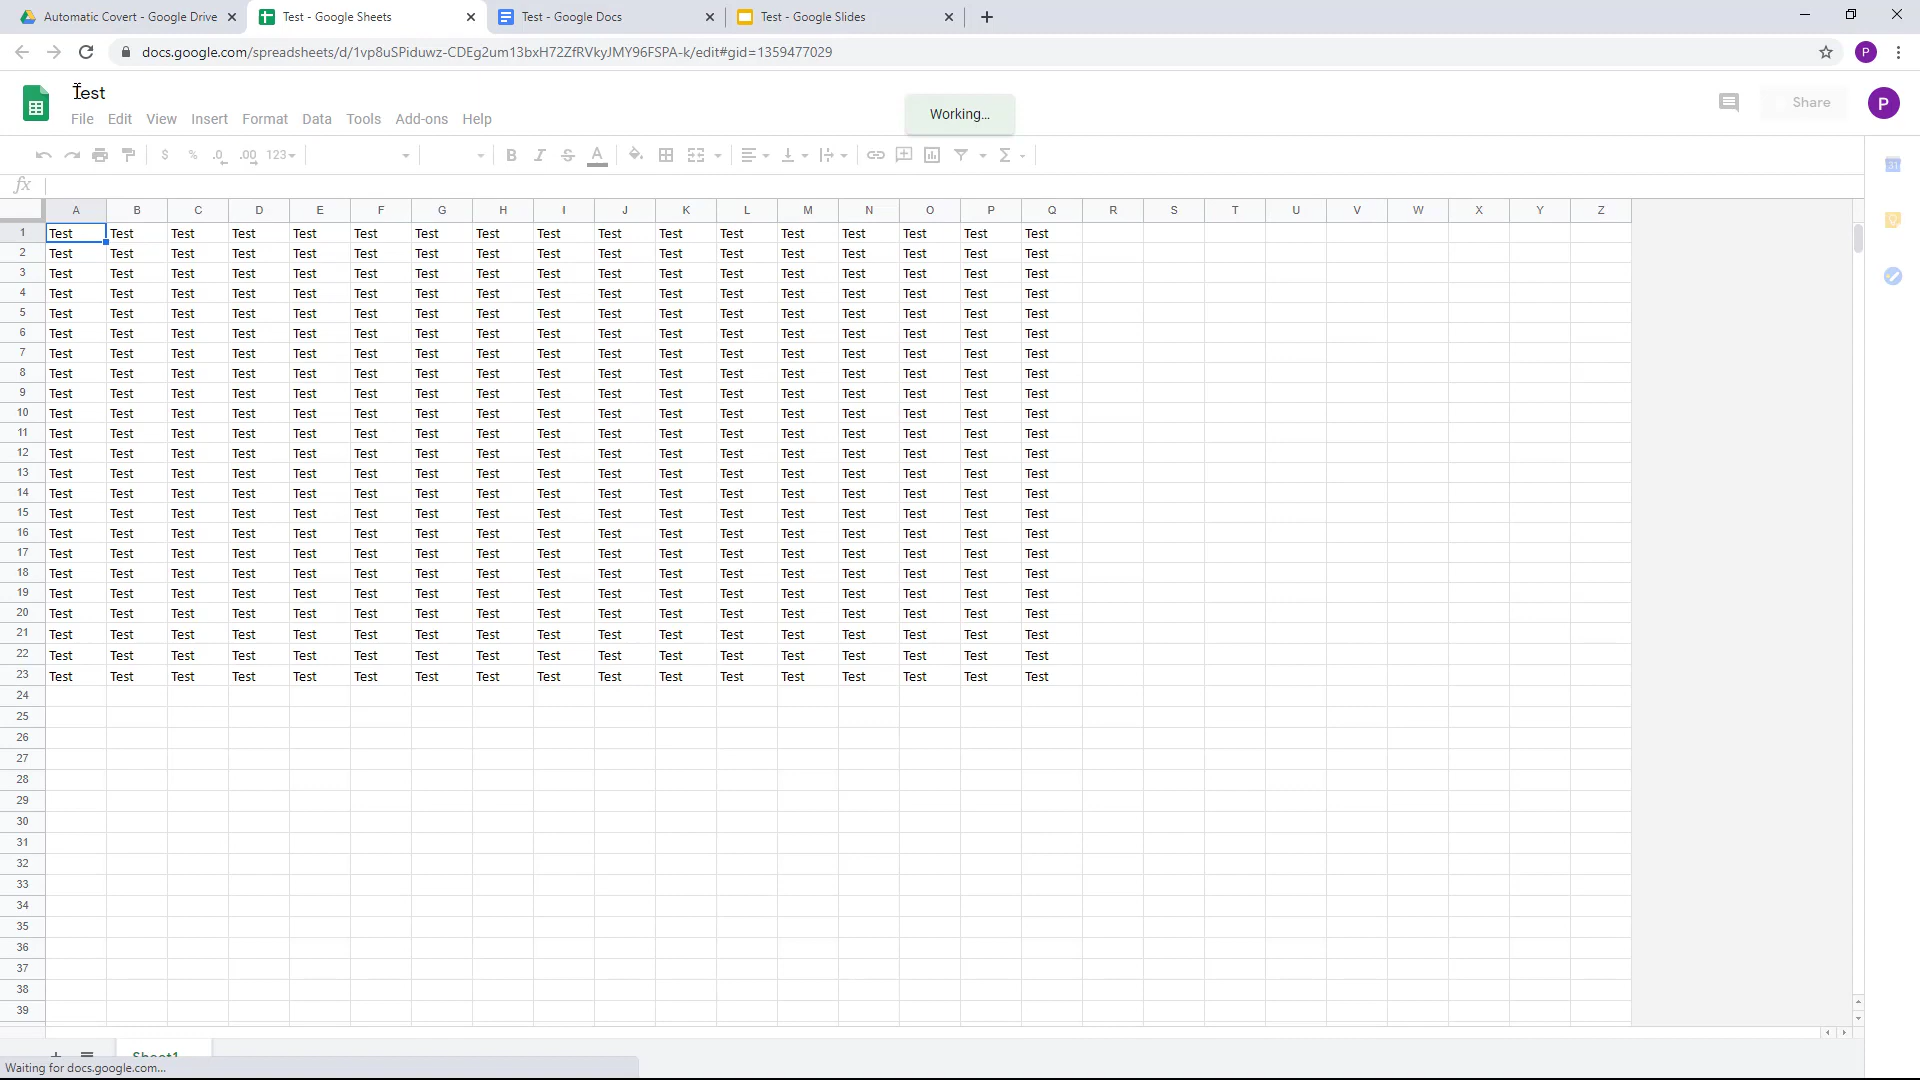 Automatic Covert - Google Drive
Test - Google Sheets
Test - Google Docs
Test - Google Slides
docs.google.com/spreadsheets/d/1vp8uSPiduwz-CDEg2um13bxH72ZfRVkyJMY96FSPA-k/edit#gid=1359477029
P
Test
File Edit View Insert Format Data Tools Add-ons Help
Working...
Share
P
$ % .0 .00 123
B I S A
31
fx
A B C D E F G H I J K L M N O P Q R S T U V W X Y Z
1 Test Test Test Test Test Test Test Test Test Test Test Test Test Test Test Test Test
2 Test Test Test Test Test Test Test Test Test Test Test Test Test Test Test Test Test
3 Test Test Test Test Test Test Test Test Test Test Test Test Test Test Test Test Test
4 Test Test Test Test Test Test Test Test Test Test Test Test Test Test Test Test Test
5 Test Test Test Test Test Test Test Test Test Test Test Test Test Test Test Test Test
6 Test Test Test Test Test Test Test Test Test Test Test Test Test Test Test Test Test
7 Test Test Test Test Test Test Test Test Test Test Test Test Test Test Test Test Test
8 Test Test Test Test Test Test Test Test Test Test Test Test Test Test Test Test Test
9 Test Test Test Test Test Test Test Test Test Test Test Test Test Test Test Test Test
10 Test Test Test Test Test Test Test Test Test Test Test Test Test Test Test Test Test
11 Test Test Test Test Test Test Test Test Test Test Test Test Test Test Test Test Test
12 Test Test Test Test Test Test Test Test Test Test Test Test Test Test Test Test Test
13 Test Test Test Test Test Test Test Test Test Test Test Test Test Test Test Test Test
14 Test Test Test Test Test Test Test Test Test Test Test Test Test Test Test Test Test
15 Test Test Test Test Test Test Test Test Test Test Test Test Test Test Test Test Test
16 Test Test Test Test Test Test Test Test Test Test Test Test Test Test Test Test Test
17 Test Test Test Test Test Test Test Test Test Test Test Test Test Test Test Test Test
18 Test Test Test Test Test Test Test Test Test Test Test Test Test Test Test Test Test
19 Test Test Test Test Test Test Test Test Test Test Test Test Test Test Test Test Test
20 Test Test Test Test Test Test Test Test Test Test Test Test Test Test Test Test Test
21 Test Test Test Test Test Test Test Test Test Test Test Test Test Test Test Test Test
22 Test Test Test Test Test Test Test Test Test Test Test Test Test Test Test Test Test
23 Test Test Test Test Test Test Test Test Test Test Test Test Test Test Test Test Test
24
25
26
27
28
29
30
31
32
33
34
35
36
37
38
39
Sheet1
Waiting for docs.google.com...